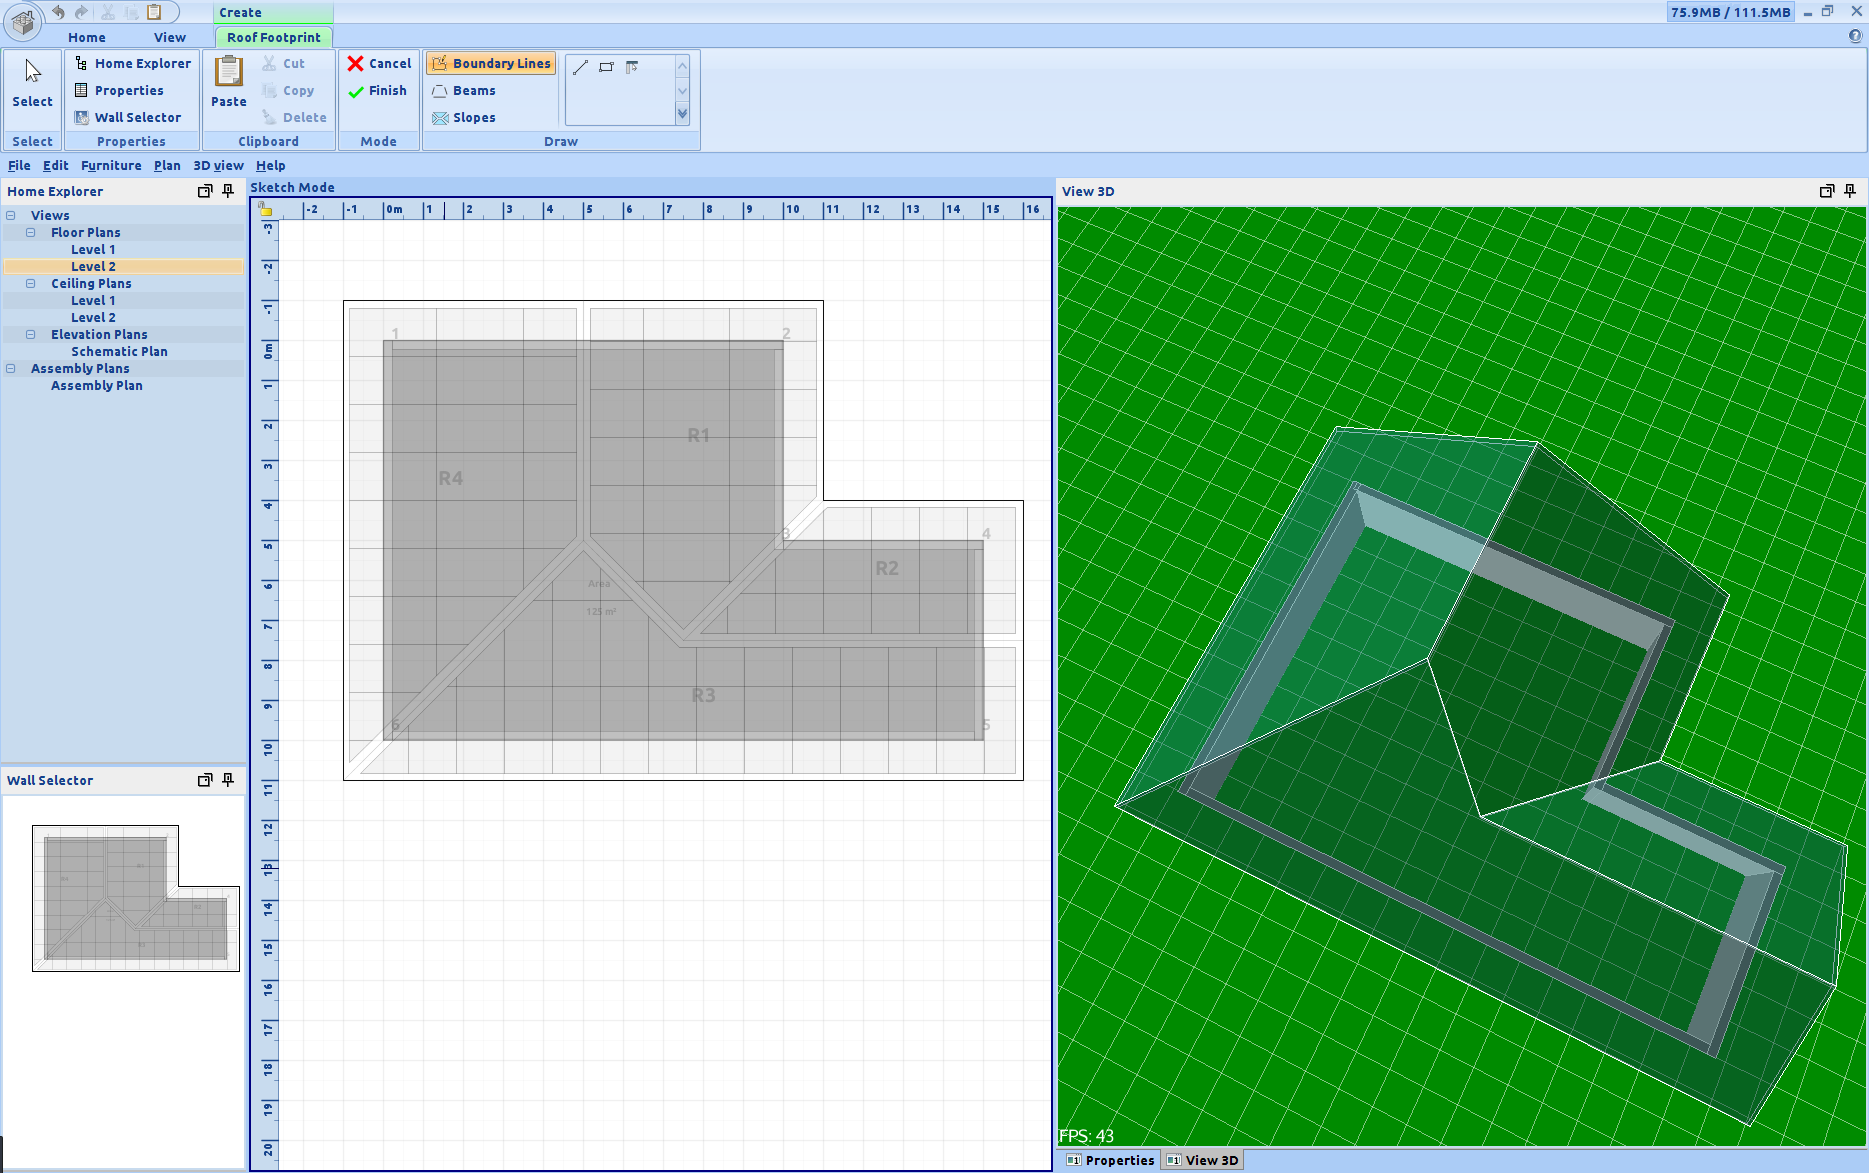 Create
75.9MB / 111.5MB
Home
View
Roof Footprint
Select
Home Explorer
Properties
Wall Selector
Paste
Cut
Copy
Delete
Cancel
Finish
Boundary Lines
Beams
Slopes
Select
Properties
Clipboard
Mode
Draw
File Edit Furniture Plan 3D view Help
Home Explorer
Views
Floor Plans
Level 1
Level 2
Ceiling Plans
Level 1
Level 2
Elevation Plans
Schematic Plan
Assembly Plans
Assembly Plan
Wall Selector
Sketch Mode
-2 -1 0m 1 2 3 4 5 6 7 8 9 10 11 12 13 14 15 16
-3
-2
-1
0m
1
2
3
4
5
6
7
8
9
10
11
12
13
14
15
16
17
18
19
20
1
2
R1
R4
3
4
R2
Area
125 m²
R3
6
5
View 3D
FPS: 43
Properties
View 3D